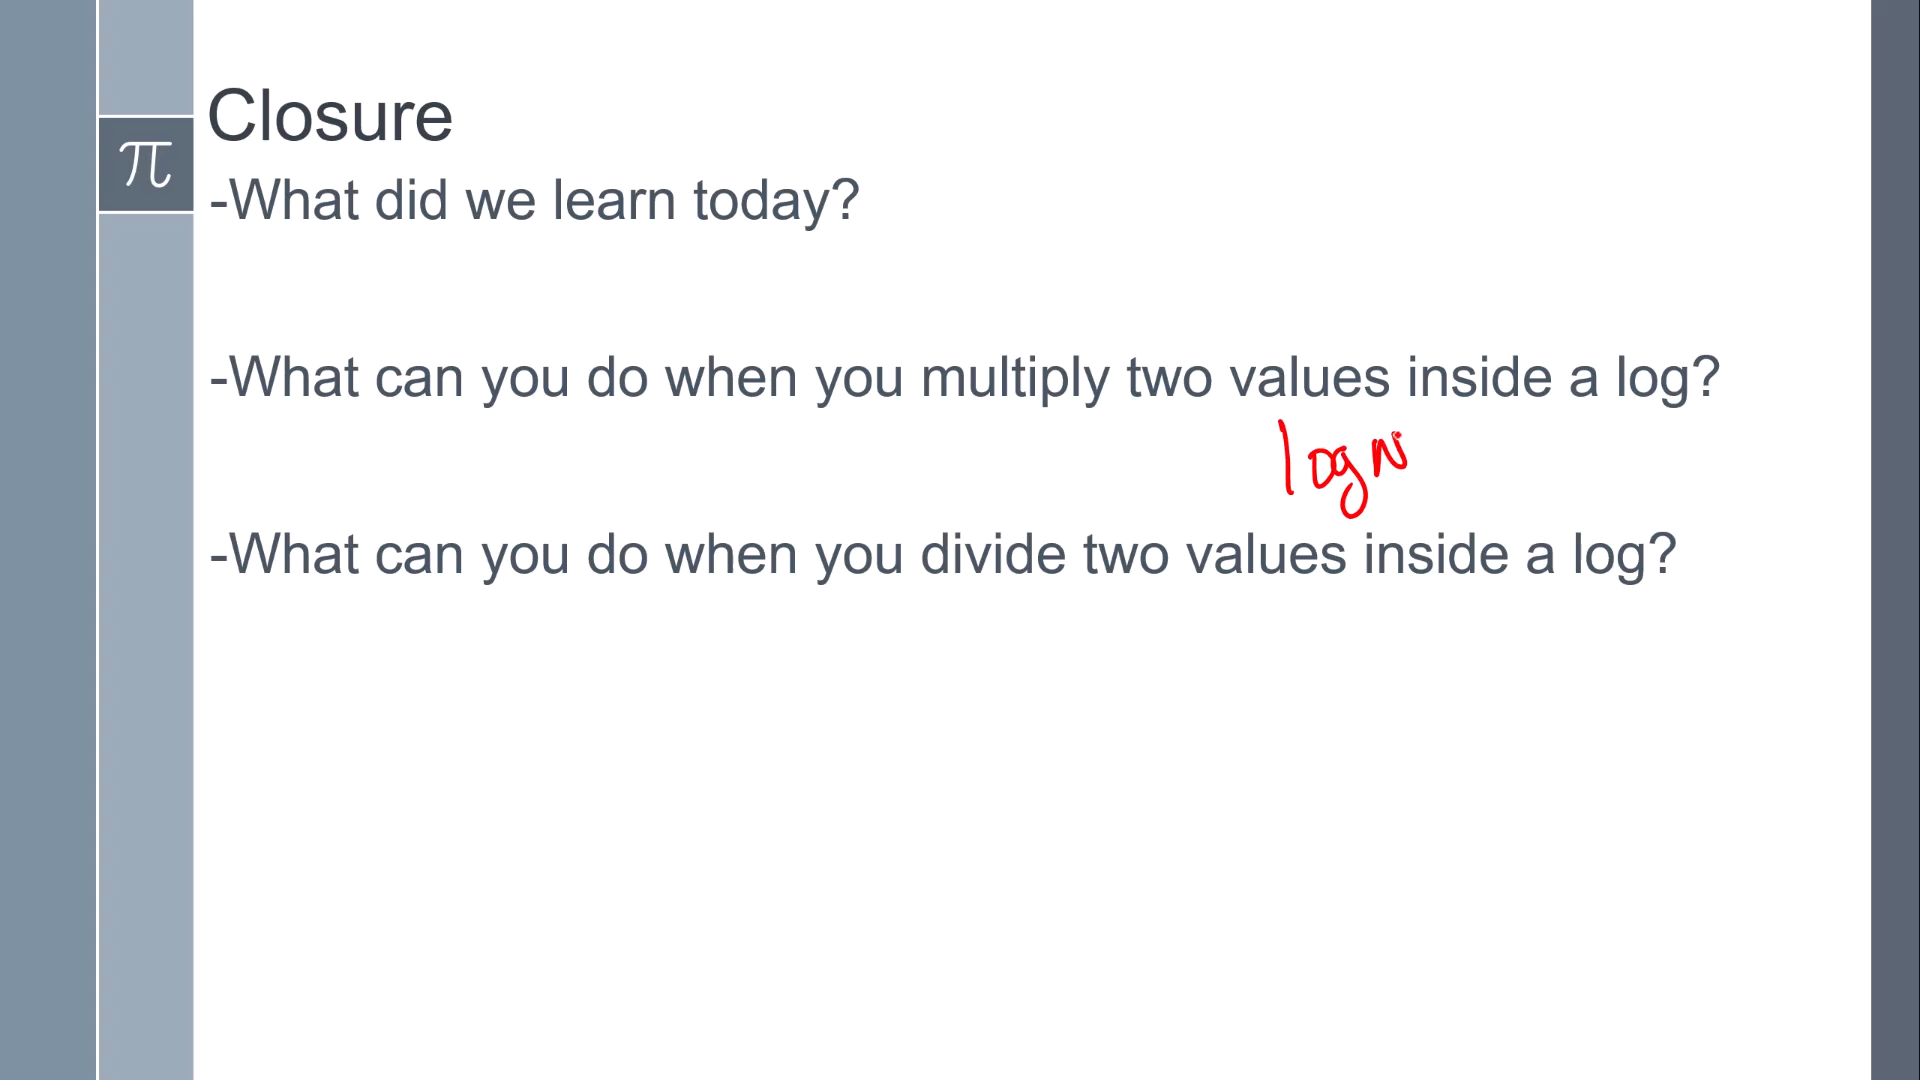 Closure
π
-What did we learn today?
-What can you do when you multiply two values inside a log?
log
-What can you do when you divide two values inside a log?